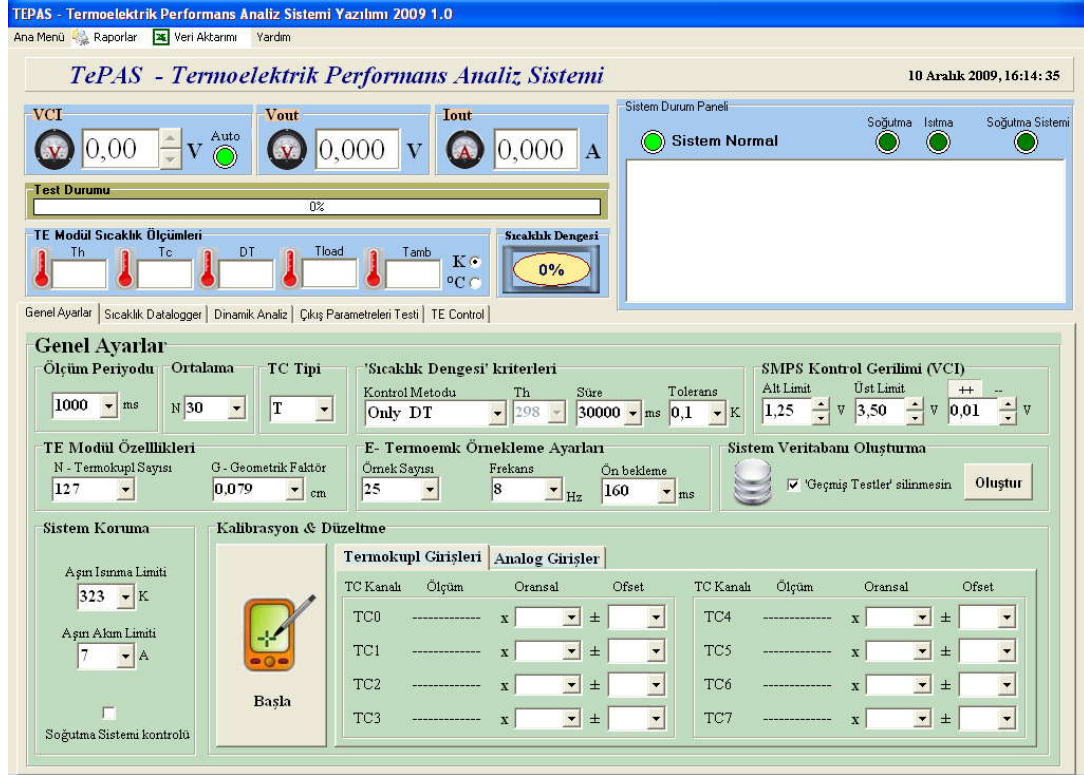 TEPAS - Termoelektrik Performans Analiz Sistemi Yazılımı 2009 1.0
Ana Menü Raporlar Veri Aktarımı Yardım
TePAS - Termoelektrik Performans Analiz Sistemi
10 Aralık 2009, 16:14: 35
VCI Vout Iout
V 0,00 V Auto V 0,000 V A 0,000 A
Sistem Durum Paneli
Sistem Normal Soğutma Isıtma Soğutma Sistemi
Test Durumu
0%
TE Modül Sıcaklık Ölçümleri
Th Tc DT Tload Tamb K °C
Sıcaklık Dengesi
0%
Genel Ayarlar Sıcaklık Datalogger Dinamik Analiz Çıkış Parametreleri Testi TE Control
Genel Ayarlar
Ölçüm Periyodu Ortalama TC Tipi 'Sıcaklık Dengesi' kriterleri SMPS Kontrol Gerilimi (VCI)
Kontrol Metodu Th Süre Tolerans Alt Limit Üst Limit ++ --
1000 ms N 30 T Only DT 298 30000 ms 0,1 K 1,25 V 3,50 V 0,01 V
TE Modül Özelllikleri E- Termoemk Örnekleme Ayarları Sistem Veritabanı Oluşturma
N - Termokupl Sayısı G - Geometrik Faktör Örnek Sayısı Frekans Ön bekleme
127 0,079 cm 25 8 Hz 160 ms 'Geçmiş Testler' silinmesin Oluştur
Sistem Koruma Kalibrasyon & Düzeltme
Aşırı Isınma Limiti
323 K
Aşırı Akım Limiti
7 A
Soğutma Sistemi kontrolü
Başla
Termokupl Girişleri Analog Girişler
TC Kanalı Ölçüm Oransal Ofset TC Kanalı Ölçüm Oransal Ofset
TC0 ------------- x ± TC4 ------------- x ±
TC1 ------------- x ± TC5 ------------- x ±
TC2 ------------- x ± TC6 ------------- x ±
TC3 ------------- x ± TC7 ------------- x ±